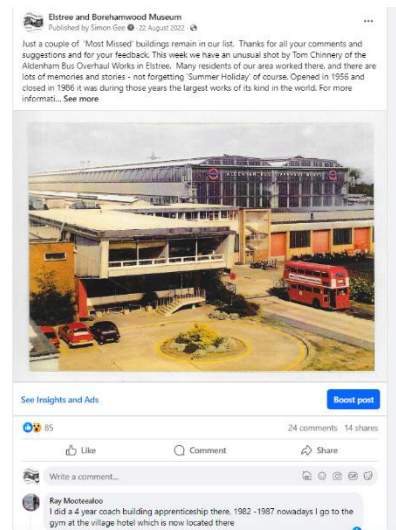 Elstree and Borehamwood Museum
Published by Simon Gee · 22 August 2022 ·
Just a couple of 'Most Missed' buildings remain in our list. Thanks for all your comments and
suggestions and for your feedback. This week we have an unusual shot by Tom Chinnery of the
Aldenham Bus Overhaul Works in Elstree. Many residents of our area worked there, and there are
lots of memories and stories - not forgetting 'Summer Holiday' of course. Opened in 1956 and
closed in 1986 it was during those years the largest works of its kind in the world. For more
informati... See more
ALDENHAM BUS OVERHAUL WORKS
See Insights and Ads
Boost post
85
24 comments 14 shares
Like Comment Share
Write a comment...
Ray Mooteealoo
I did a 4 year coach building apprenticeship there, 1982 -1987 nowadays I go to the
gym at the village hotel which is now located there